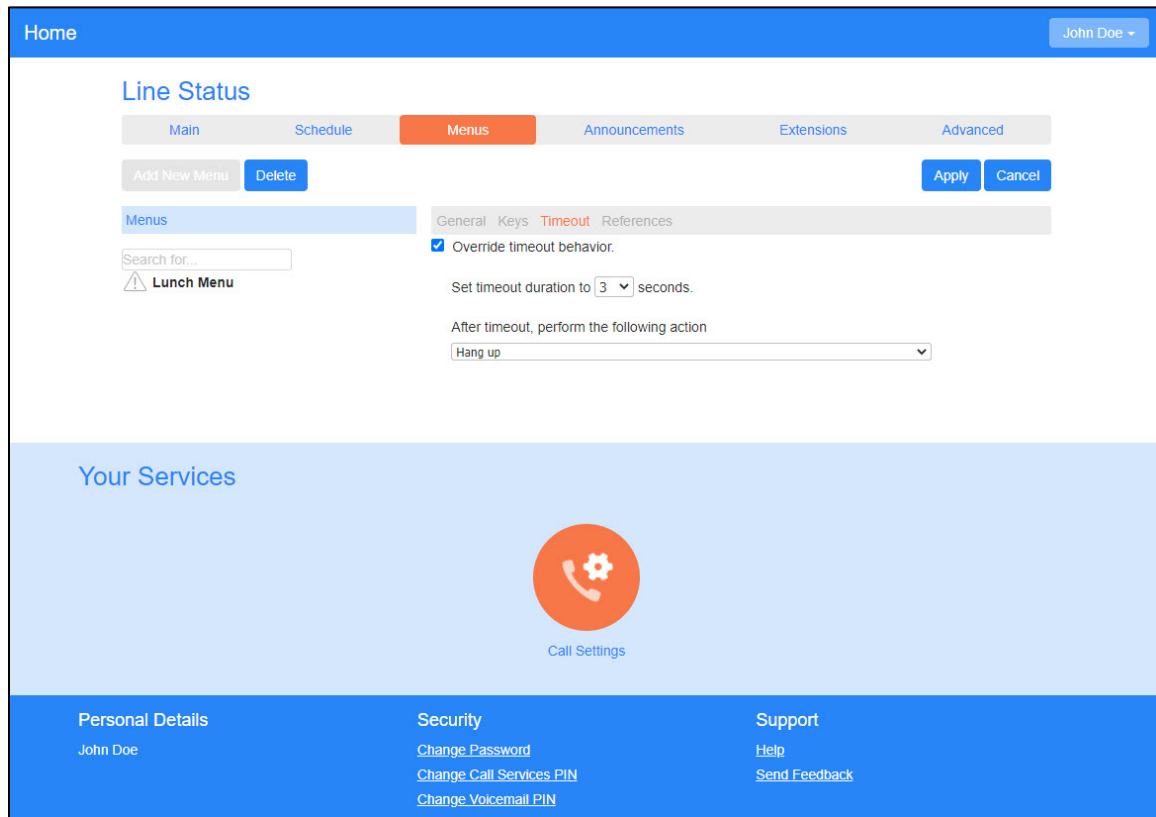 Home
John Doe
Line Status
Main Schedule Menus Announcements Extensions Advanced
Add New Menu Delete Apply Cancel
Menus
General Keys Timeout References
Search for...
Override timeout behavior.
Lunch Menu
Set timeout duration to 3 seconds.
After timeout, perform the following action
Hang up
Your Services
Call Settings
Personal Details
John Doe
Security
Change Password
Change Call Services PIN
Change Voicemail PIN
Support
Help
Send Feedback